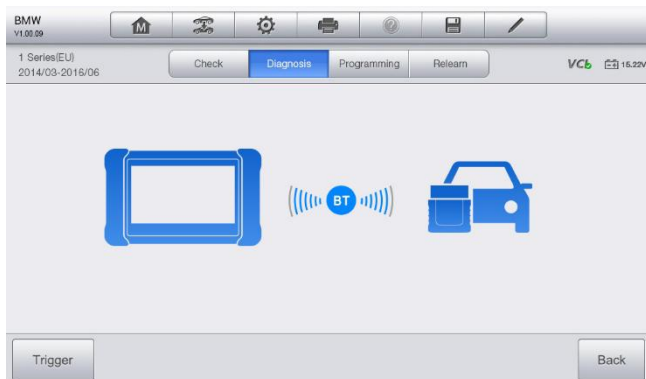 BMW
V1.00.09
M
1 Series(EU)
2014/03-2016/06
Check
Diagnosis
Programming
Relearn
VCb
15.22V
BT
Trigger
Back